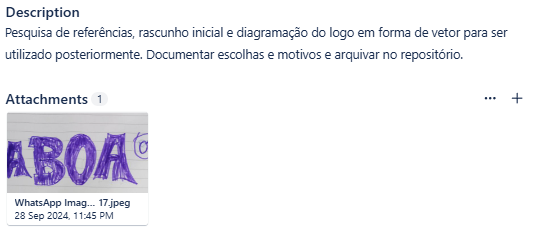 Description
Pesquisa de referências, rascunho inicial e diagramação do logo em forma de vetor para ser
utilizado posteriormente. Documentar escolhas e motivos e arquivar no repositório.
Attachments 1
ABOA
WhatsApp Imag... 17.jpeg
28 Sep 2024, 11:45 PM